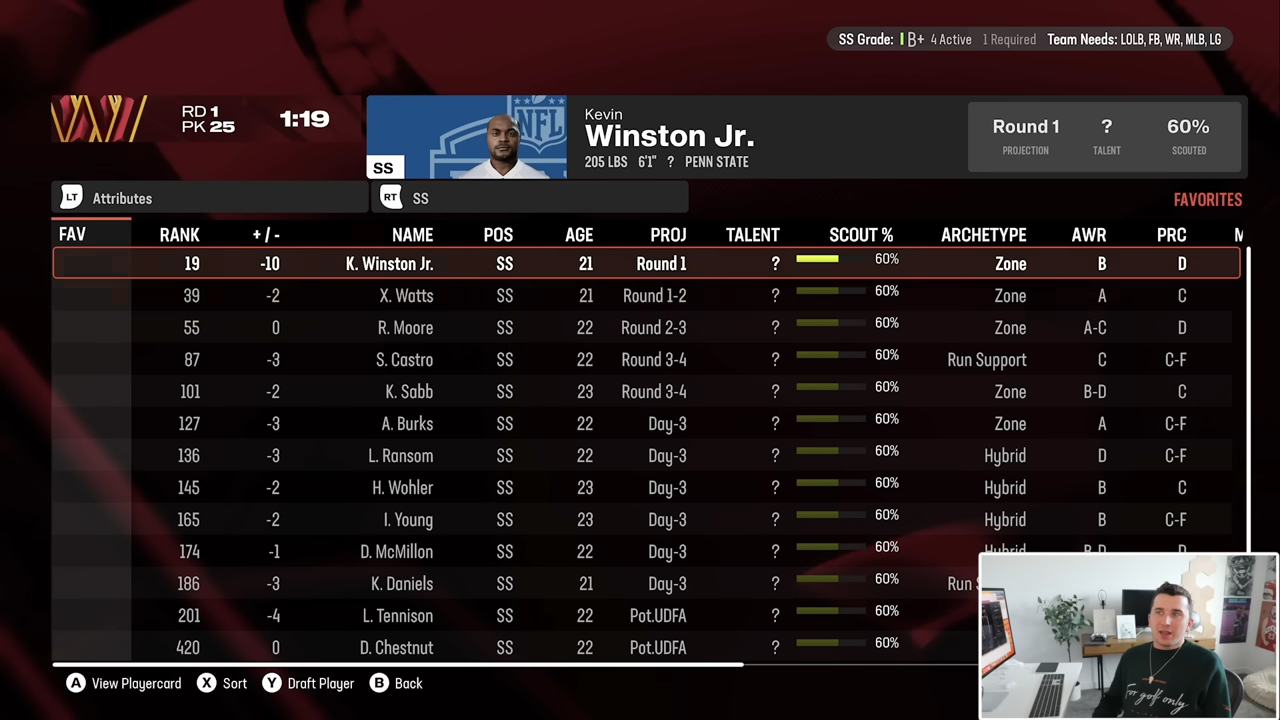 SS Grade: B+ 4 Active 1 Required Team Needs: LOLB, FB, WR, MLB, LG
RD 1
PK 25
1:19
NFL
SS
Kevin
Winston Jr.
205 LBS 6'1" ? PENN STATE
Round 1 ? 60%
PROJECTION TALENT SCOUTED
LT Attributes RT SS FAVORITES
FAV RANK + / - NAME POS AGE PROJ TALENT SCOUT % ARCHETYPE AWR PRC
19 -10 K. Winston Jr. SS 21 Round 1 ? 60% Zone B D
39 -2 X. Watts SS 21 Round 1-2 ? 60% Zone A C
55 0 R. Moore SS 22 Round 2-3 ? 60% Zone A-C D
87 -3 S. Castro SS 22 Round 3-4 ? 60% Run Support C C-F
101 -2 K. Sabb SS 23 Round 3-4 ? 60% Zone B-D C
127 -3 A. Burks SS 22 Day-3 ? 60% Zone A C-F
136 -3 L. Ransom SS 22 Day-3 ? 60% Hybrid D C-F
145 -2 H. Wohler SS 23 Day-3 ? 60% Hybrid B C
165 -2 I. Young SS 23 Day-3 ? 60% Hybrid B C-F
174 -1 D. McMillon SS 22 Day-3 ? 60% Hybrid B-D D
186 -3 K. Daniels SS 21 Day-3 ? 60% Run
201 -4 L. Tennison SS 22 Pot.UDFA ? 60%
420 0 D. Chestnut SS 22 Pot.UDFA ? 60%
A View Playercard X Sort Y Draft Player B Back
For golf only